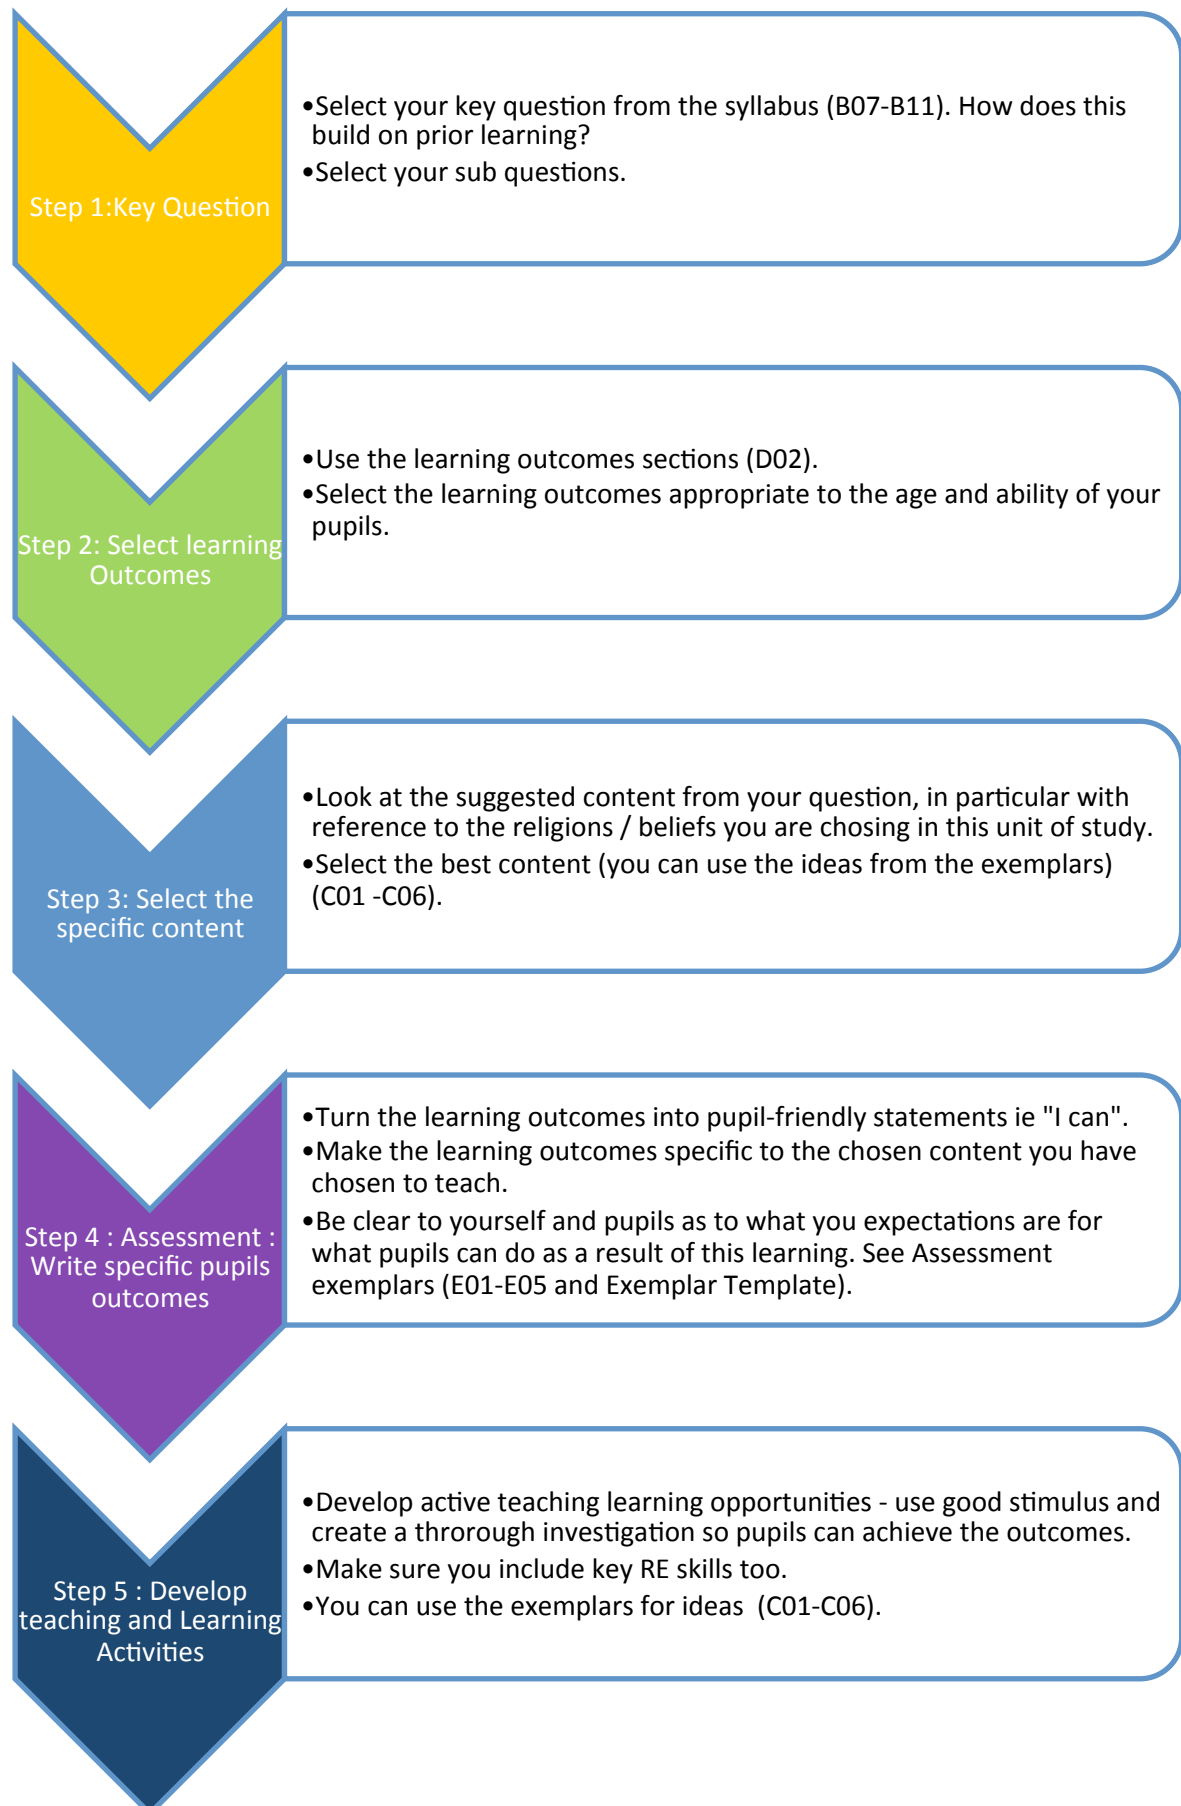 Step 1:Key Question
•Select your key question from the syllabus (B07-B11). How does this
build on prior learning?
•Select your sub questions.
Step 2: Select learning
Outcomes
•Use the learning outcomes sections (D02).
•Select the learning outcomes appropriate to the age and ability of your
pupils.
Step 3: Select the
specific content
•Look at the suggested content from your question, in particular with
reference to the religions / beliefs you are chosing in this unit of study.
•Select the best content (you can use the ideas from the exemplars)
(C01 -C06).
Step 4 : Assessment :
Write specific pupils
outcomes
•Turn the learning outcomes into pupil-friendly statements ie "I can".
•Make the learning outcomes specific to the chosen content you have
chosen to teach.
•Be clear to yourself and pupils as to what you expectations are for
what pupils can do as a result of this learning. See Assessment
exemplars (E01-E05 and Exemplar Template).
Step 5 : Develop
teaching and Learning
Activities
•Develop active teaching learning opportunities - use good stimulus and
create a throrough investigation so pupils can achieve the outcomes.
•Make sure you include key RE skills too.
•You can use the exemplars for ideas  (C01-C06).